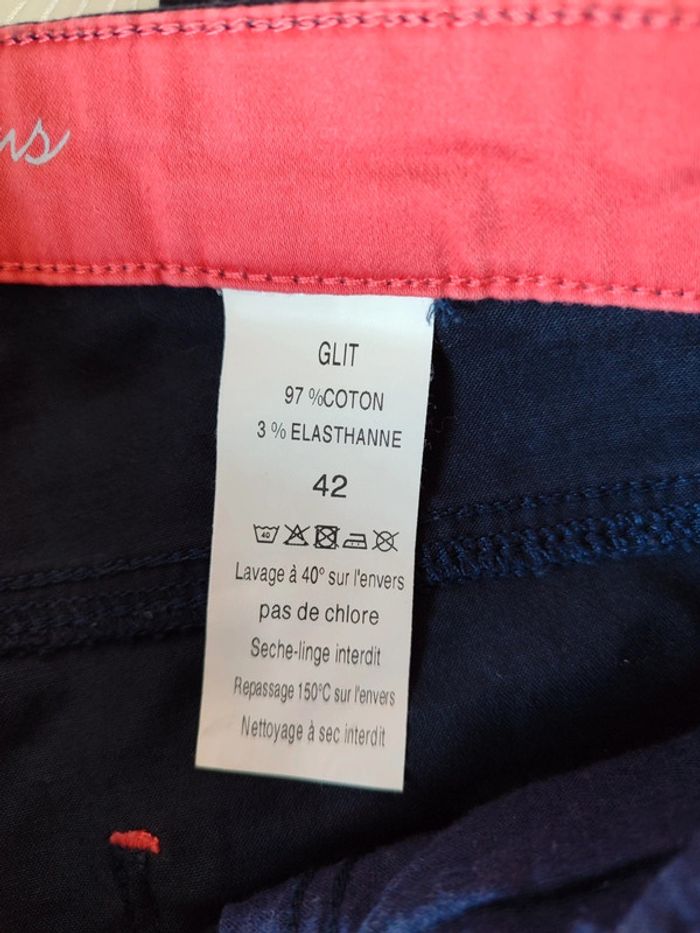 GLIT
97 %COTON
3 % ELASTHANNE
42
40
Lavage à 40° sur l'envers
pas de chlore
Seche-linge interdit
Repassage 150°C sur l'envers
Nettoyage à sec interdit